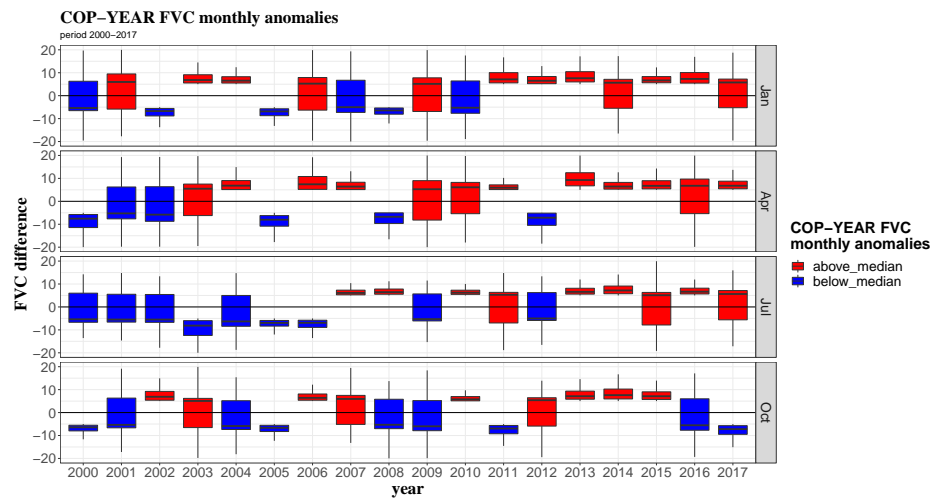 COP−YEAR FVC monthly anomalies
period 2000−2017
20
10
0
−10
−20
Jan
20
10
0
−10
−20
Apr
20
10
0
−10
−20
Jul
20
10
0
−10
−20
Oct
FVC difference
2000 2001 2002 2003 2004 2005 2006 2007 2008 2009 2010 2011 2012 2013 2014 2015 2016 2017
year
COP−YEAR FVC
monthly anomalies
above_median
below_median